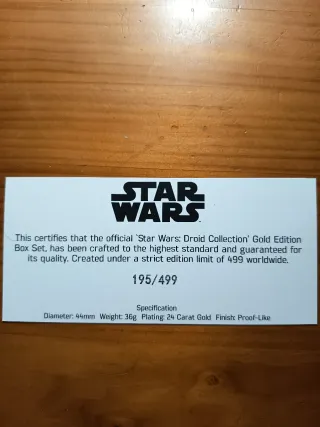 STAR
WARS
This certifies that the official 'Star Wars: Droid Collection' Gold Edition
Box Set, has been crafted to the highest standard and guaranteed for
its quality. Created under a strict edition limit of 499 worldwide.
195/499
Specification
Diameter: 44mm Weight: 36g Plating: 24 Carat Gold Finish: Proof-Like